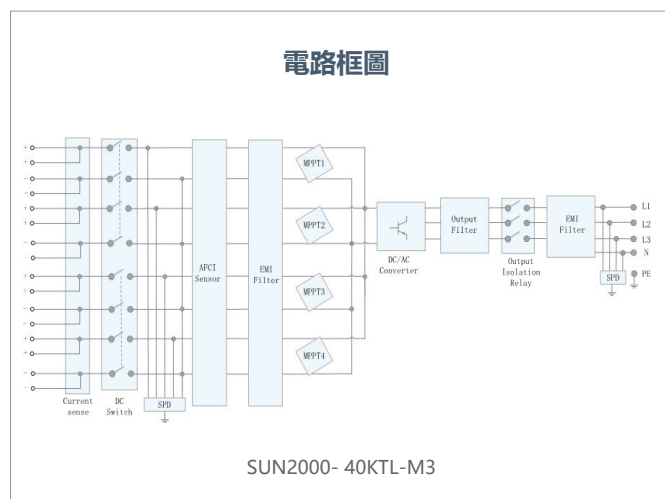 電路框圖
MPPT1
MPPT2
MPPT3
MPPT4
AFCI
Sensor
EMI
Filter
DC/AC
Converter
Output
Filter
Output
Isolation
Relay
EMI
Filter
L1
L2
L3
N
PE
SPD
Current
sense
DC
Switch
SPD
SUN2000- 40KTL-M3